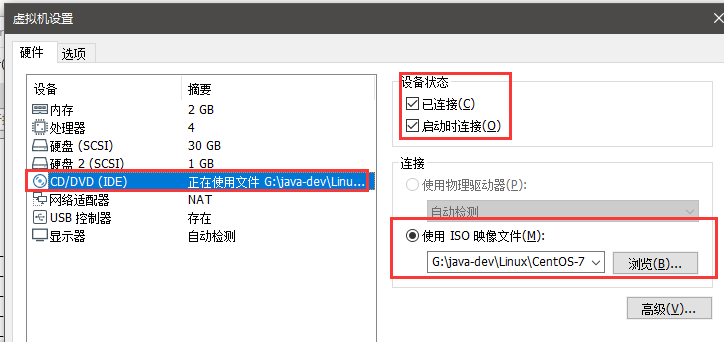 虚拟机设置
硬件 选项
设备 摘要
内存 2 GB
处理器 4
硬盘 (SCSI) 30 GB
硬盘 2 (SCSI) 1 GB
CD/DVD (IDE) 正在使用文件 G:\java-dev\Linu...
网络适配器 NAT
USB 控制器 存在
显示器 自动检测
设备状态
已连接(C)
启动时连接(O)
连接
使用物理驱动器(P):
自动检测
使用 ISO 映像文件(M):
G:\java-dev\Linux\CentOS-7
浏览(B)...
高级(V)...